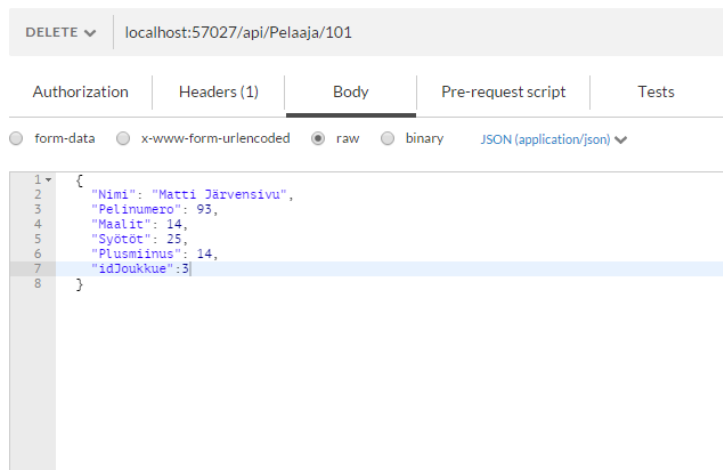 DELETE localhost:57027/api/Pelaaja/101
Authorization Headers (1) Body Pre-request script Tests
form-data x-www-form-urlencoded raw binary JSON (application/json)
1 {
2 "Nimi": "Matti Järvensivu",
3 "Pelinumero": 93,
4 "Maalit": 14,
5 "Syötöt": 25,
6 "Plusmiinus": 14,
7 "idJoukkue":3
8 }